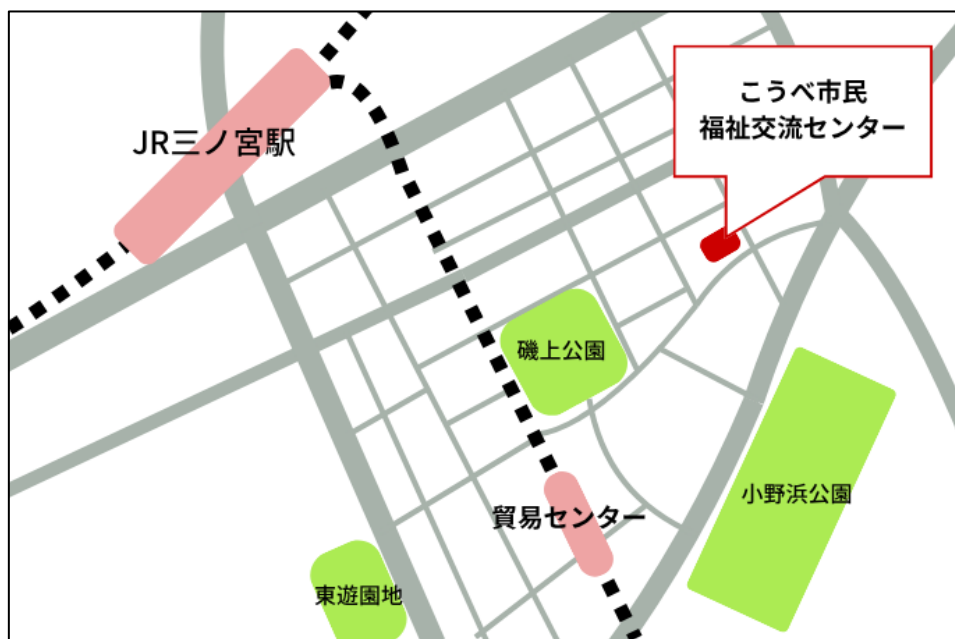 こうべ市民
福祉交流センター
JR三ノ宮駅
磯上公園
小野浜公園
貿易センター
東遊園地